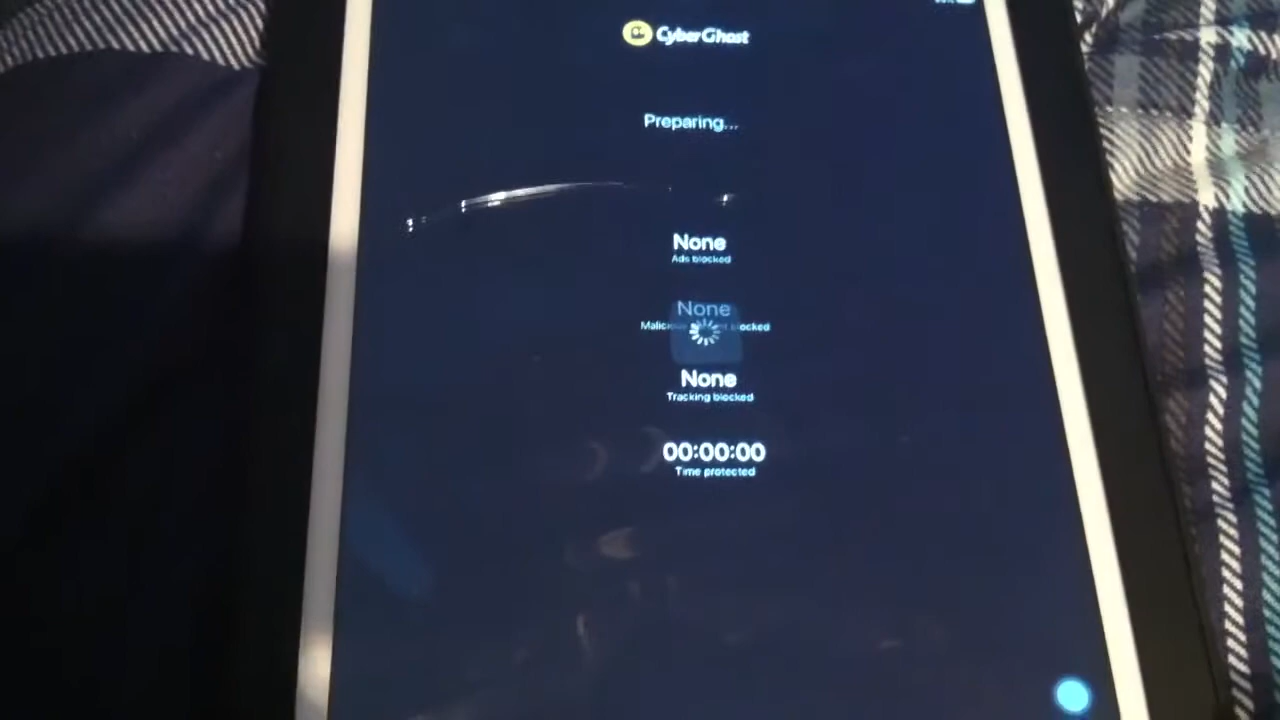 CyberGhost
Preparing...
None
Ads blocked
None
None
Tracking blocked
00:00:00
Time protected